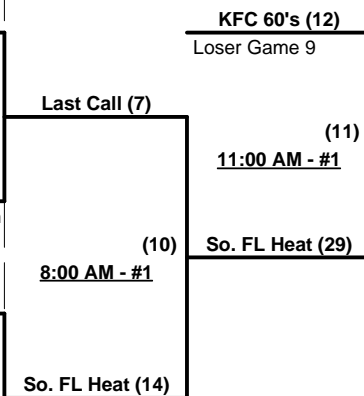 KFC 60's (12)
Loser Game 9
Last Call (7)
(11)
11:00 AM - #1
(10)
So. FL Heat (29)
8:00 AM - #1
So. FL Heat (14)